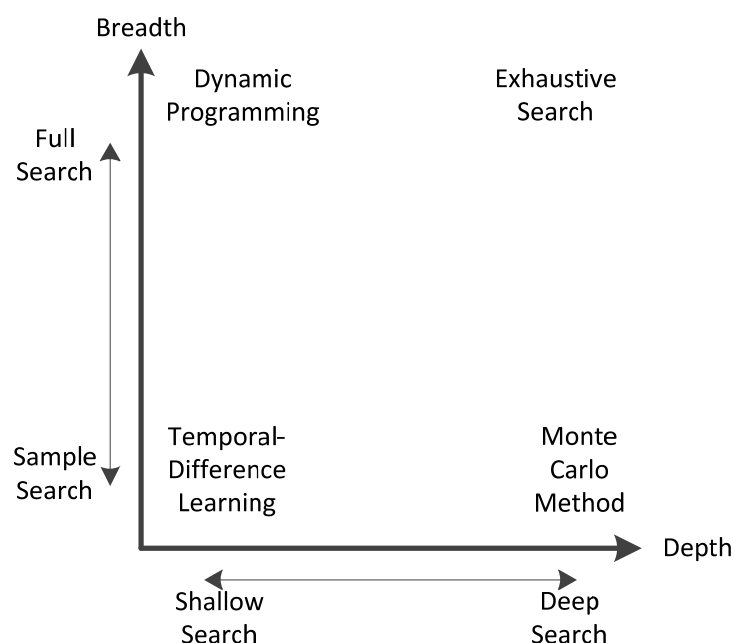 Breadth
Dynamic
Programming
Exhaustive
Search
Full
Search
Temporal-
Difference
Learning
Monte
Carlo
Method
Sample
Search
Depth
Shallow
Search
Deep
Search